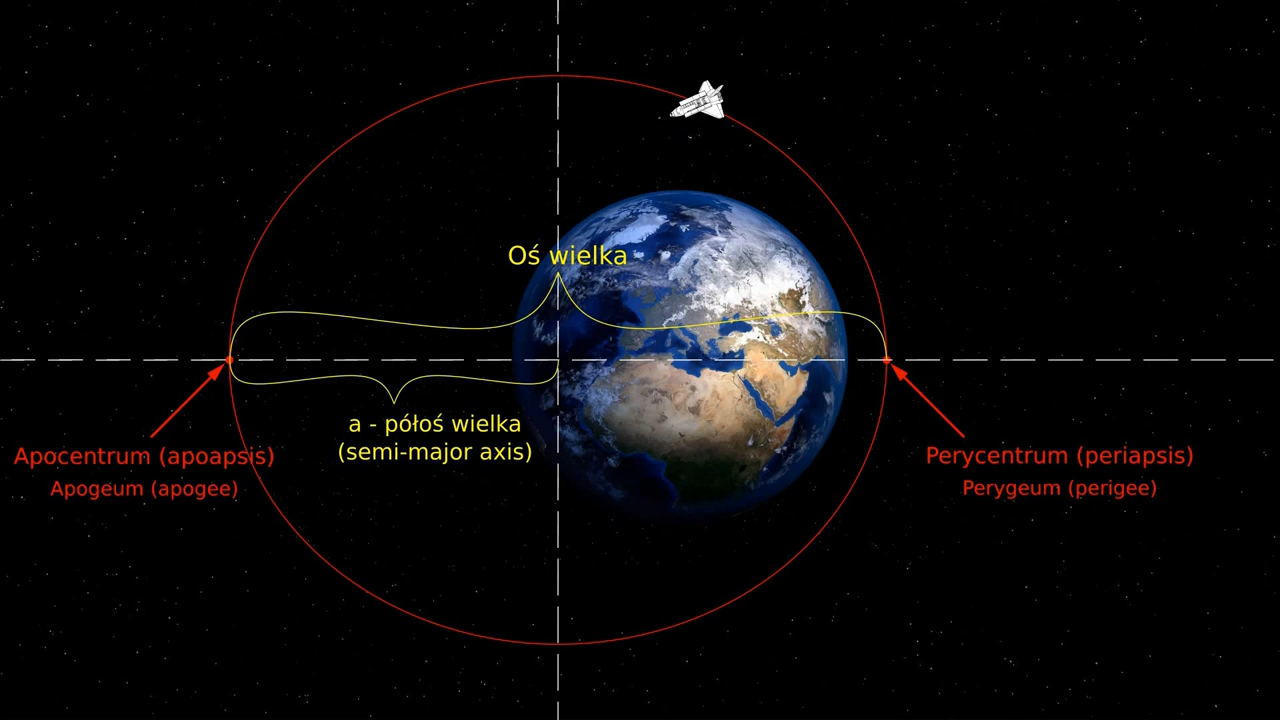 Oś wielka
a - półoś wielka
(semi-major axis)
Apocentrum (apoapsis)
Apogeum (apogee)
Perycentrum (periapsis)
Perygeum (perigee)